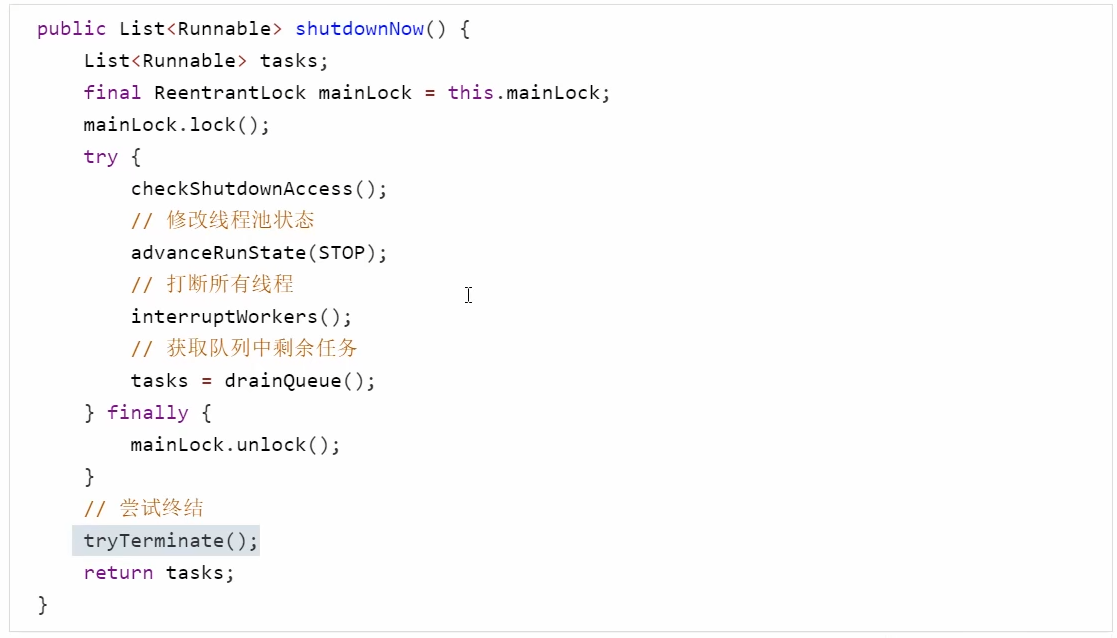 public List<Runnable> shutdownNow() {
    List<Runnable> tasks;
    final ReentrantLock mainLock = this.mainLock;
    mainLock.lock();
    try {
        checkShutdownAccess();
        // 修改线程池状态
        advanceRunState(STOP);
        // 打断所有线程
        interruptWorkers();
        // 获取队列中剩余任务
        tasks = drainQueue();
    } finally {
        mainLock.unlock();
    }
    // 尝试终结
    tryTerminate();
    return tasks;
}